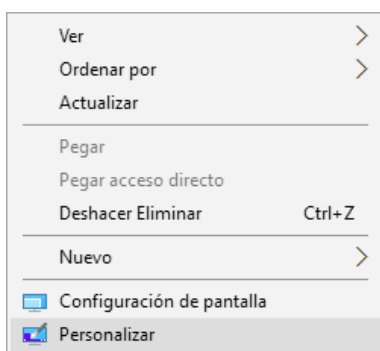 Ver
Ordenar por
Actualizar
Pegar
Pegar acceso directo
Deshacer Eliminar Ctrl+Z
Nuevo
Configuración de pantalla
Personalizar